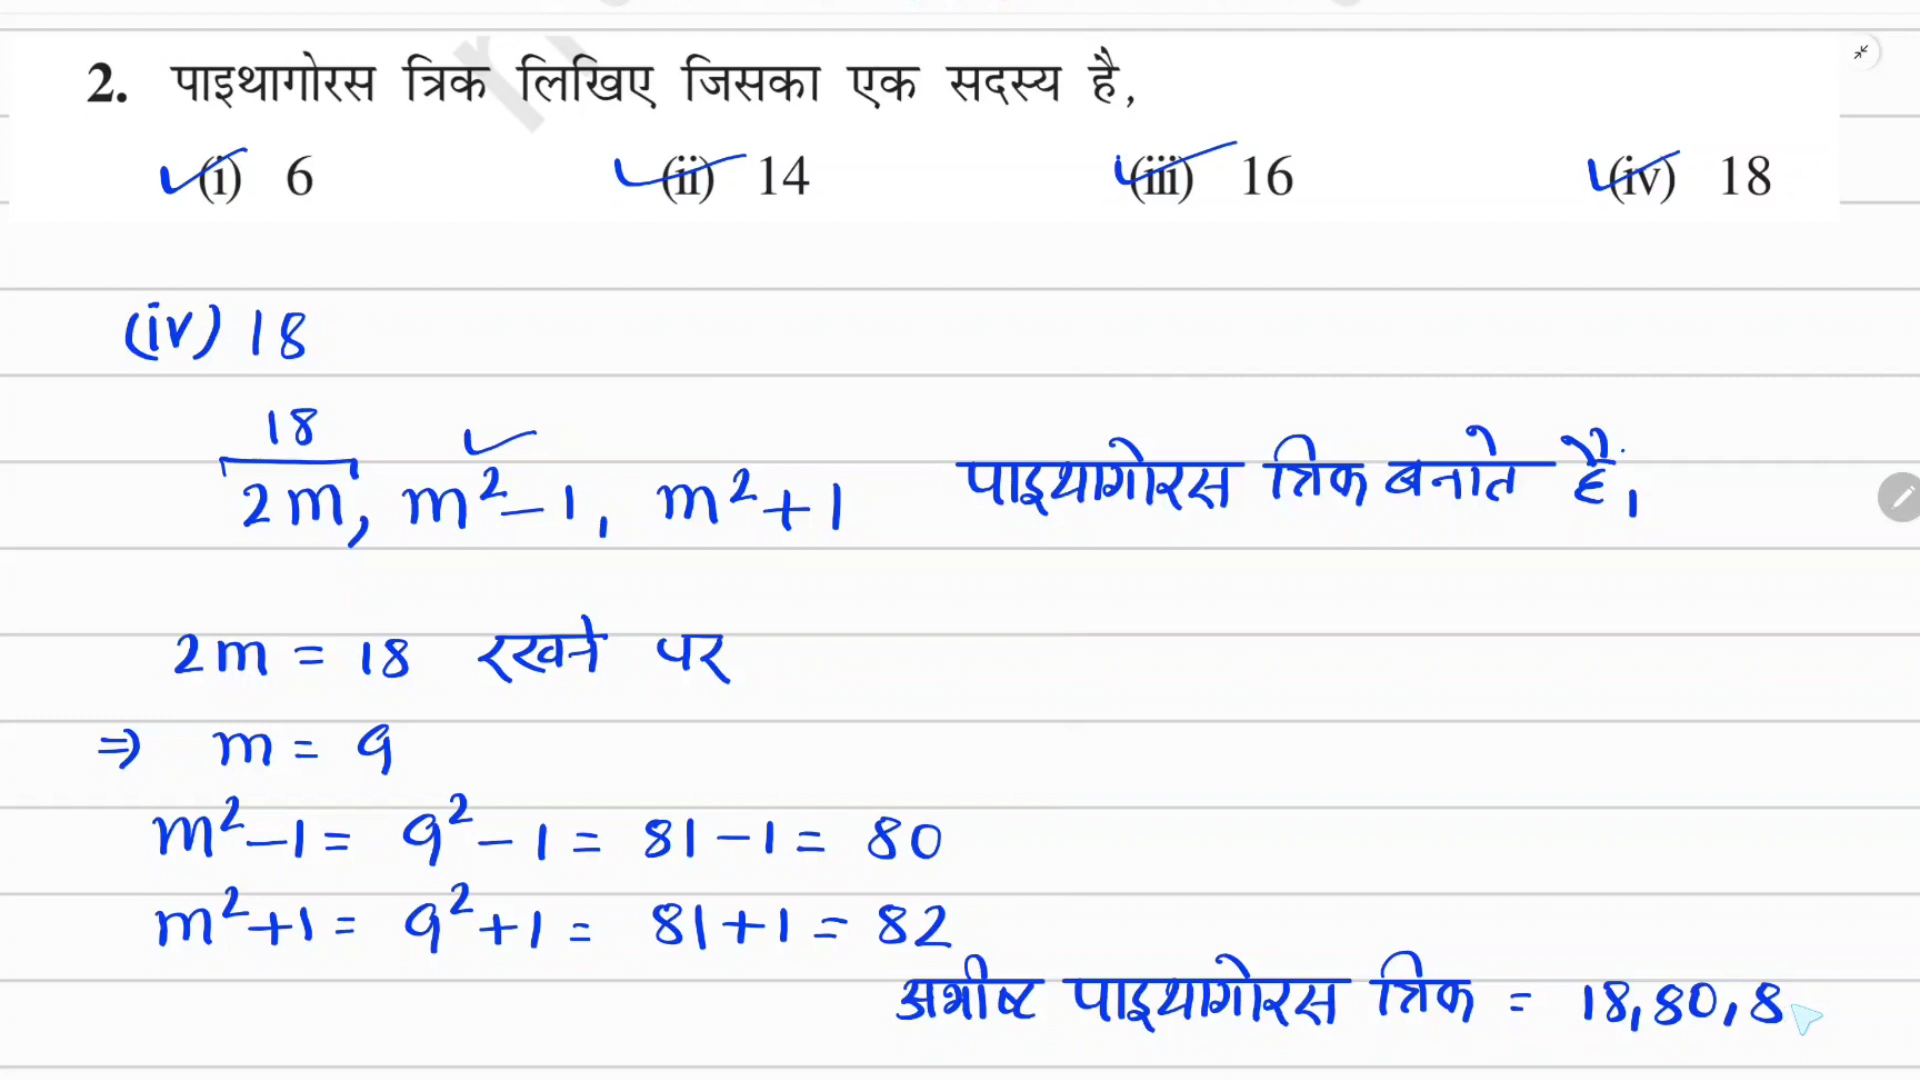 2. पाइथागोरस त्रिक लिखिए जिसका एक सदस्य है,
(i) 6 (ii) 14 (iii) 16 (iv) 18
(iv) 18
18
2m, m²-1, m²+1 पाइथागोरस त्रिक बनाते हैं।
2m = 18 रखने पर
⇒ m = 9
m²-1 = 9²-1 = 81-1 = 80
m²+1 = 9²+1 = 81+1 = 82
अभीष्ट पाइथागोरस त्रिक = 18, 80, 8